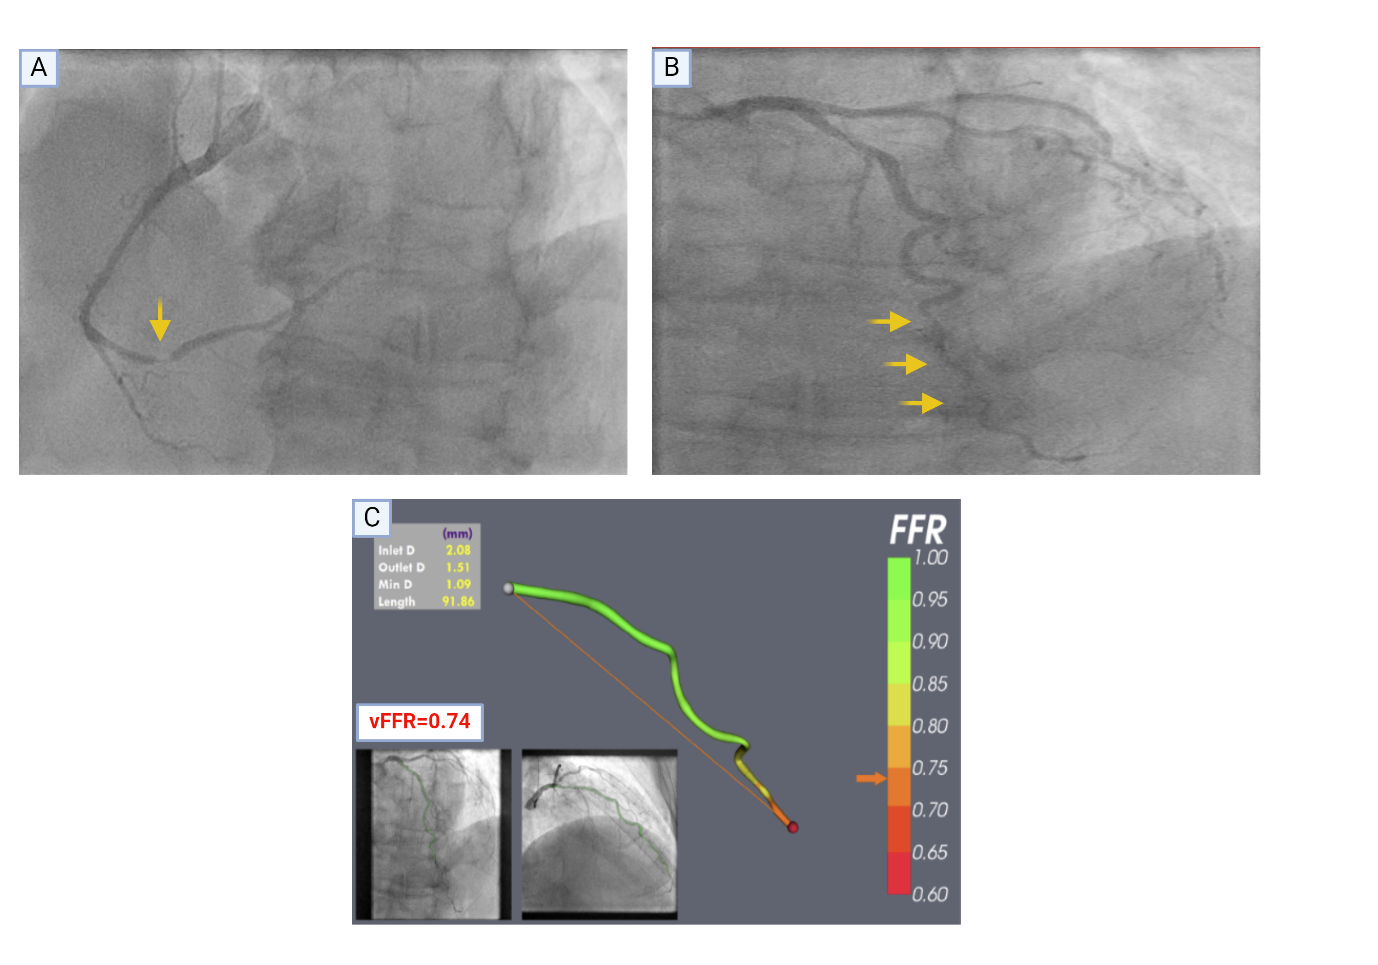 A
B
C
(mm)
Inlet D 2.08
Outlet D 1.51
Min D 1.09
Length 91.86
vFFR=0.74
FFR
1.00
0.95
0.90
0.85
0.80
0.75
0.70
0.65
0.60